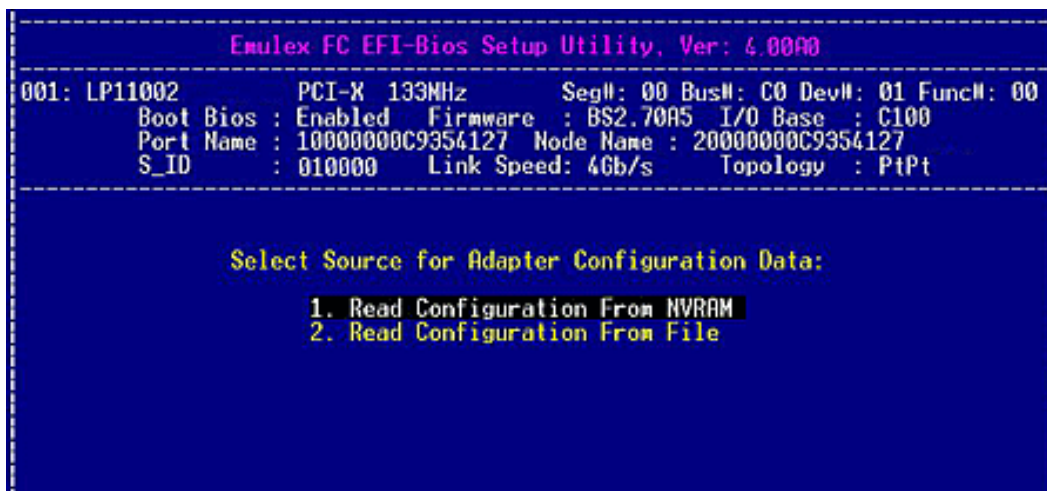 Emulex FC EFI-Bios Setup Utility, Ver: 4.00A0
001: LP11002 PCI-X 133MHz Seg#: 00 Bus#: C0 Dev#: 01 Func#: 00
Boot Bios : Enabled Firmware : BS2.70A5 I/O Base : C100
Port Name : 10000000C9354127 Node Name : 20000000C9354127
S_ID : 010000 Link Speed: 4Gb/s Topology : PtPt
Select Source for Adapter Configuration Data:
1. Read Configuration From NVRAM
2. Read Configuration From File